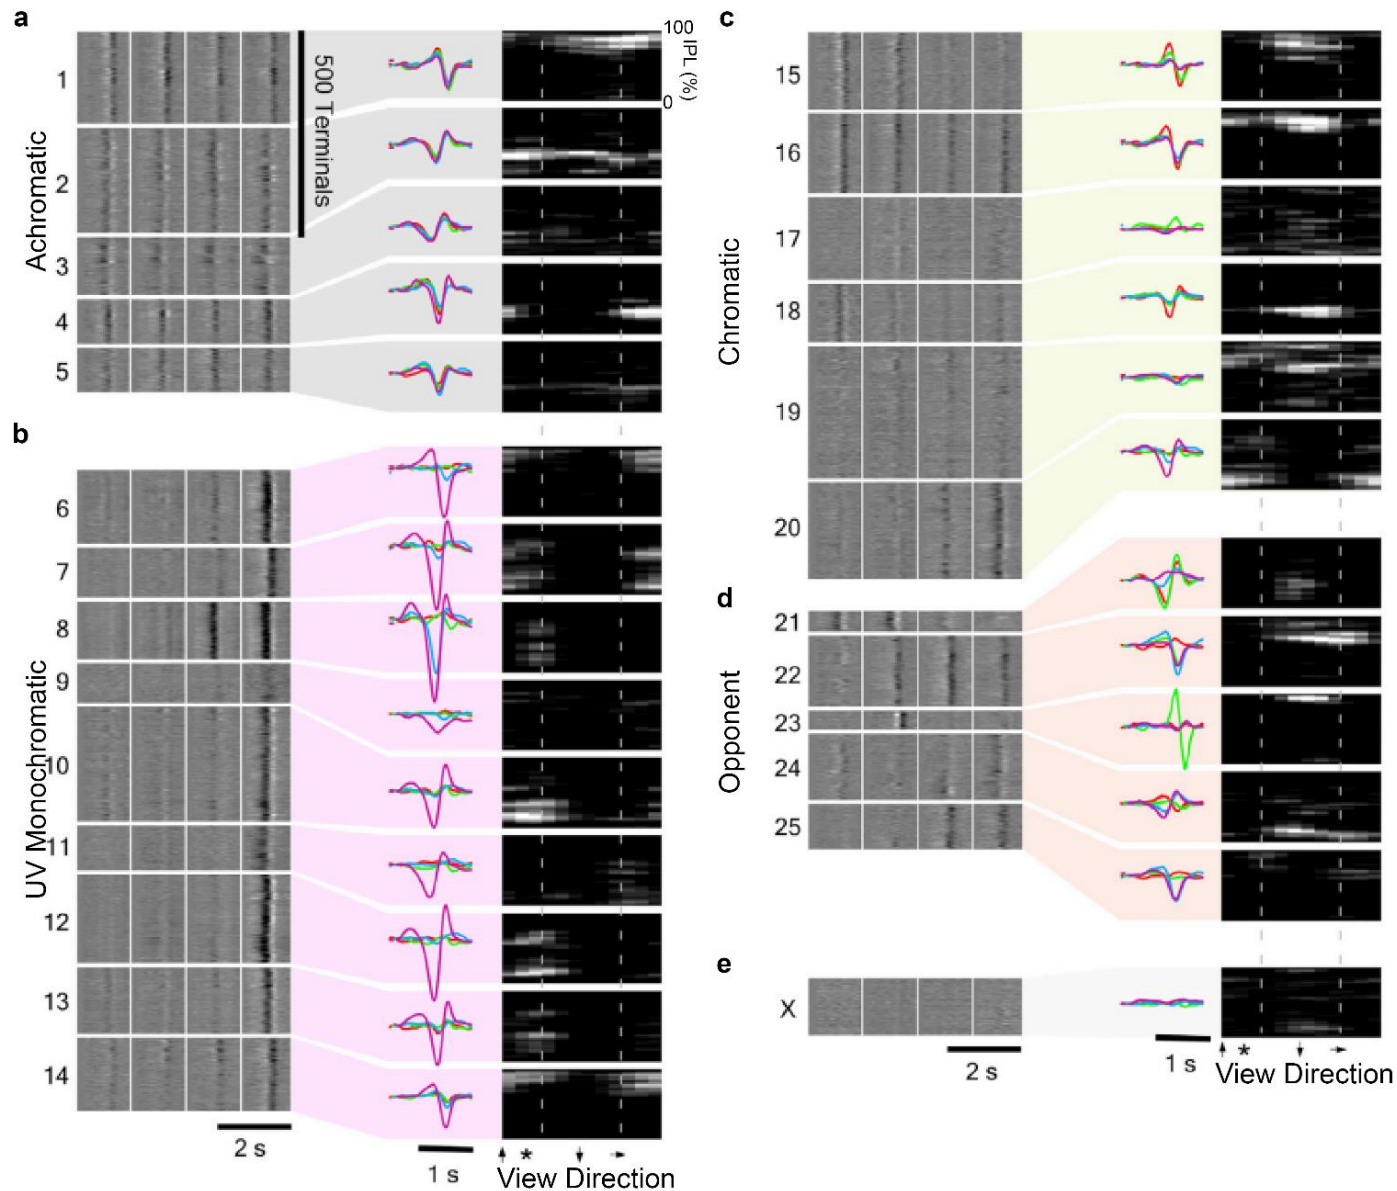 a
100
IPL (%)
0
500 Terminals
Achromatic
1
2
3
4
5
b
UV Monochromatic
6
7
8
9
10
11
12
13
14
2 s
1 s
*
View Direction
c
Chromatic
15
16
17
18
19
20
d
Opponent
21
22
23
24
25
e
X
2 s
1 s
*
View Direction